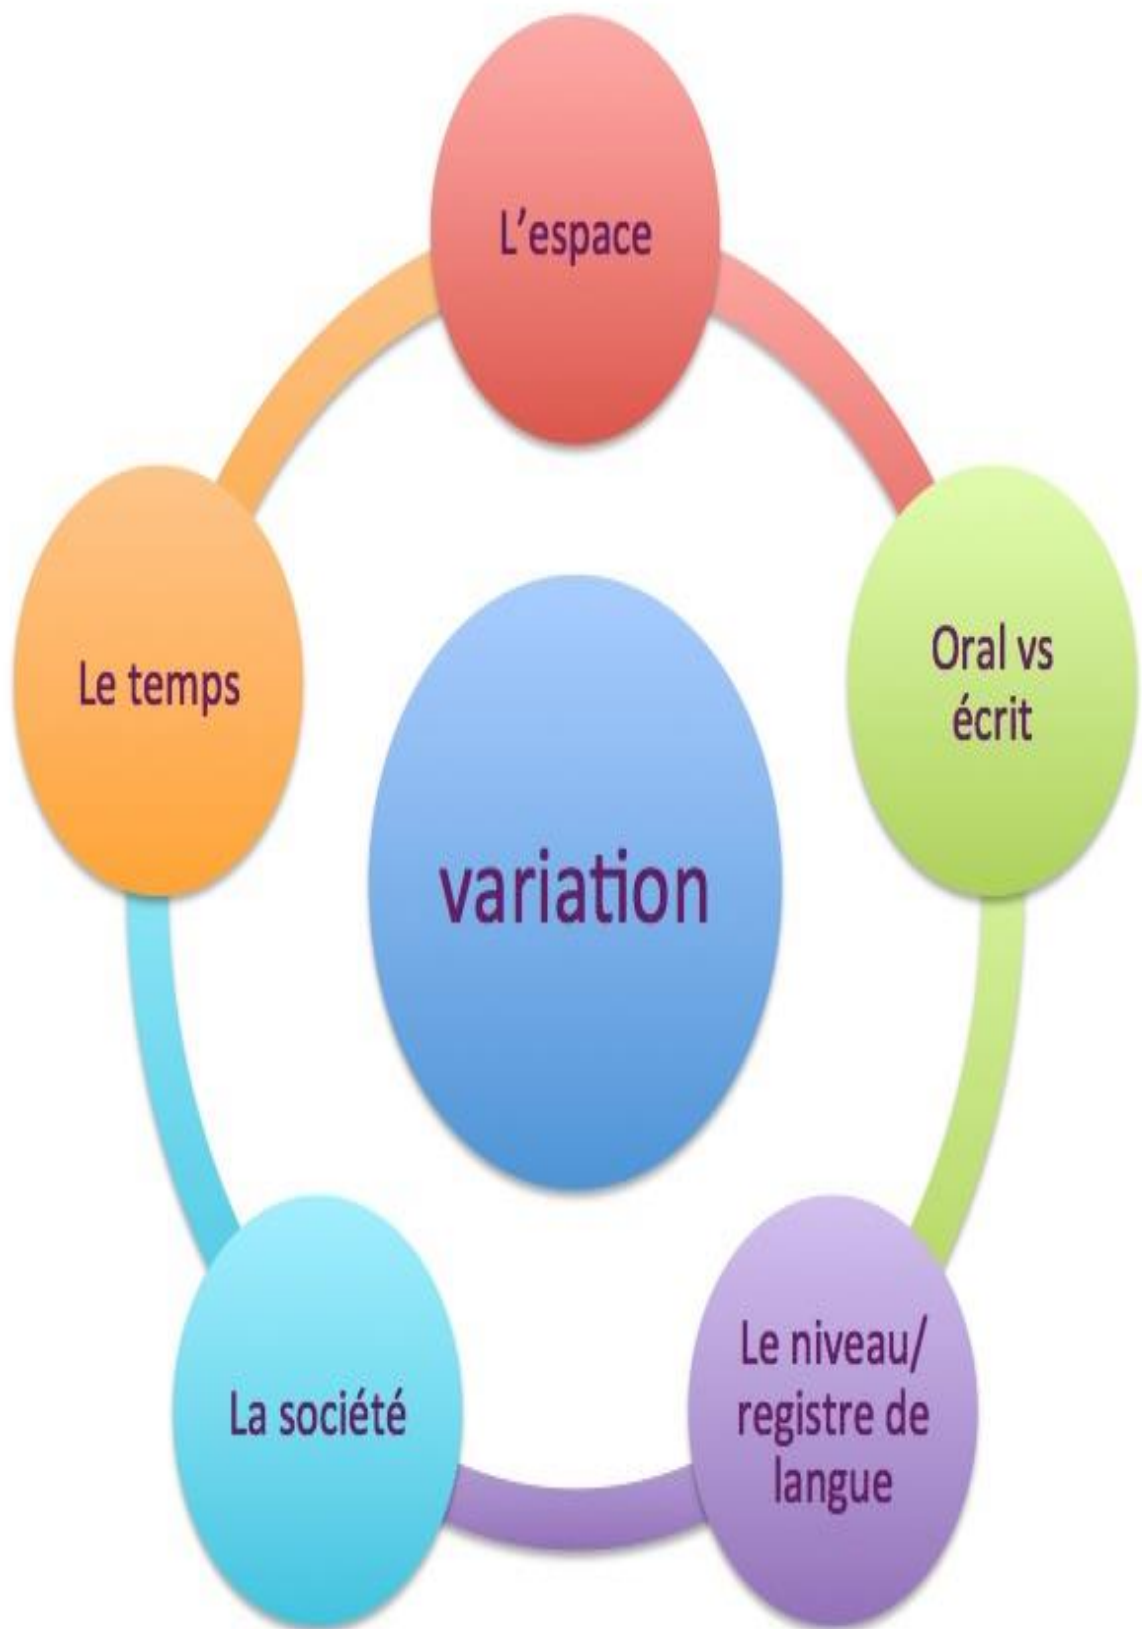 L'espace
Oral vs
écrit
Le niveau/
registre de
langue
La société
Le temps
variation